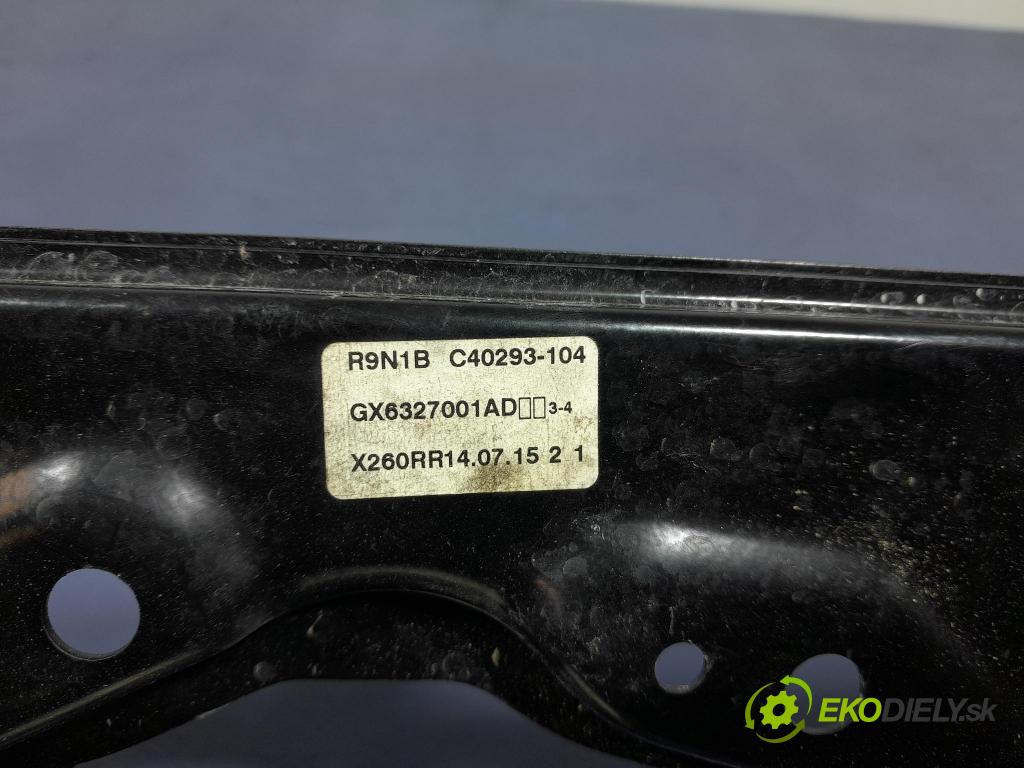 R9N1B C40293-104
GX6327001AD□□3-4
X260RR14.07.15 2 1
EKODIELY.sk